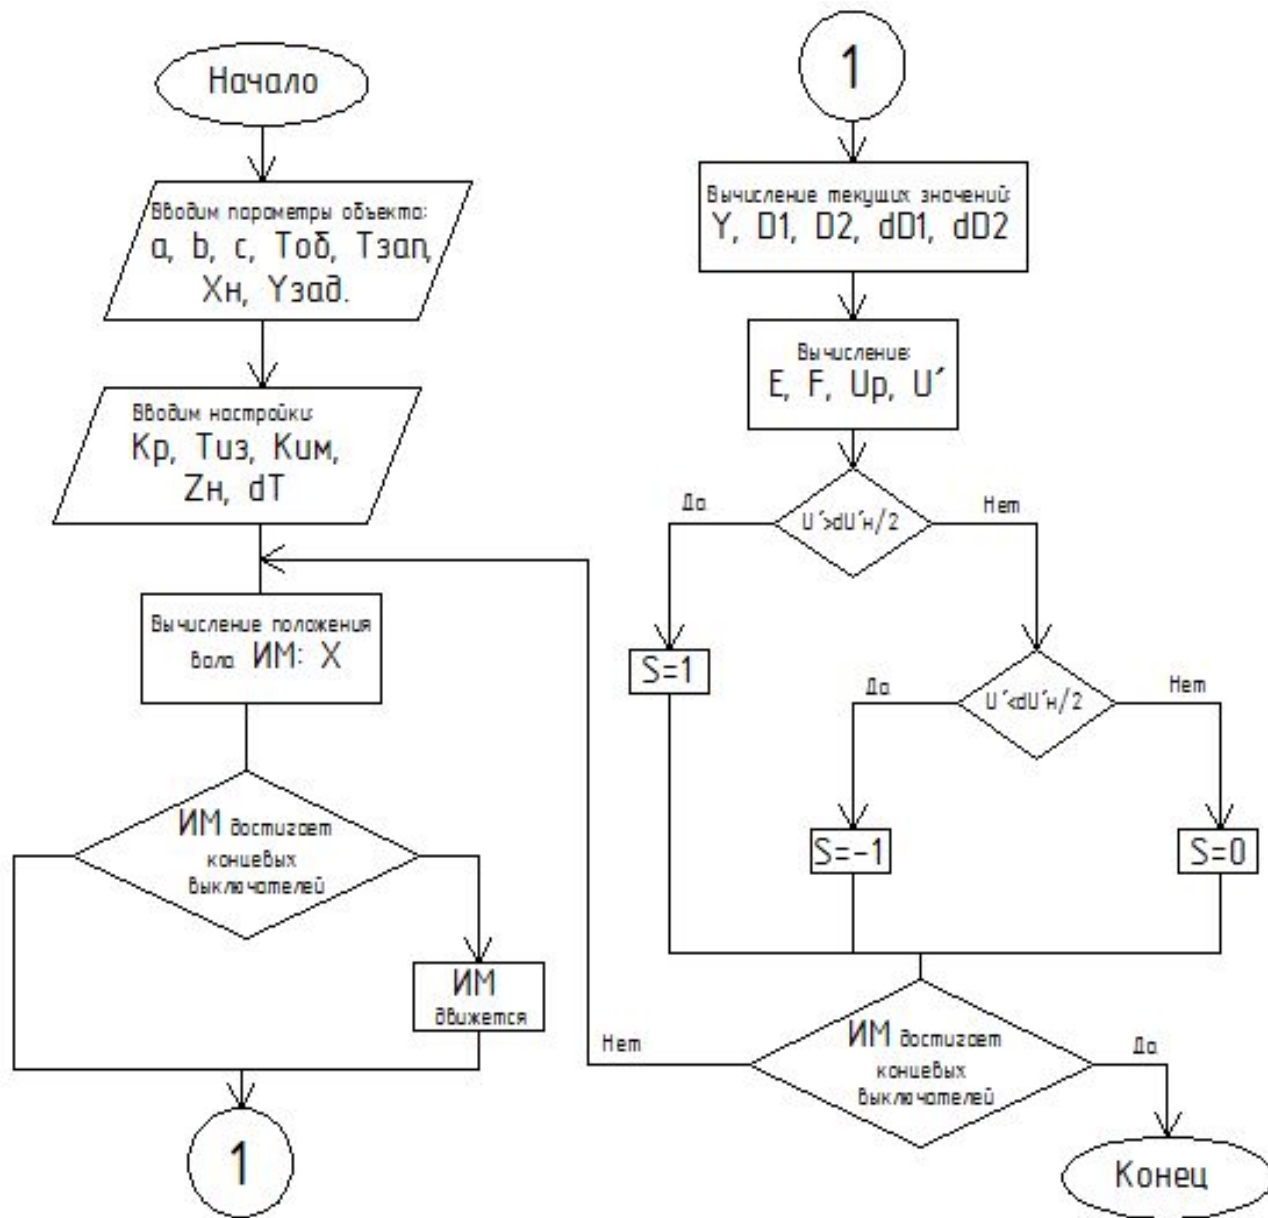 Начало
Вводим параметры объекта:
a, b, c, Тоб, Тзап,
Хн, Yзад.
Вводим настройки:
Кр, Тиз, Ким,
Zн, dT
Вычисление положения
вала ИМ: X
ИМ достигает
концевых
выключателей
ИМ
движется
1
1
Вычисление текущих значений:
Y, D1, D2, dD1, dD2
Вычисление:
E, F, Up, U´
U´>dU´н/2
Да
Нет
S=1
U´<dU´н/2
Да
Нет
S=-1
S=0
ИМ достигает
концевых
выключателей
Нет
Да
Конец